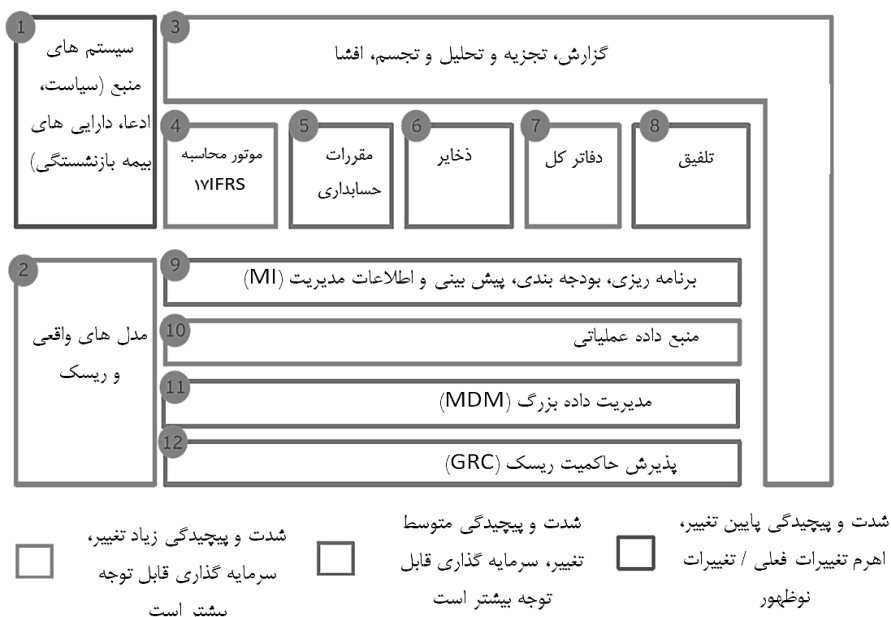 1
سیستم های
منبع (سیاست،
ادعا، دارایی های
بیمه بازنشستگی)
3
گزارش، تجزیه و تحلیل و تجسم، افشا
4
موتور محاسبه
۱۷IFRS
5
مقررات
حسابداری
6
ذخایر
7
دفاتر کل
8
تلفیق
2
مدل های واقعی
و ریسک
9
برنامه ریزی، بودجه بندی، پیش بینی و اطلاعات مدیریت (MI)
10
منبع داده عملیاتی
11
مدیریت داده بزرگ (MDM)
12
پذیرش حاکمیت ریسک (GRC)
شدت و پیچیدگی پایین تغییر،
اهرم تغییرات فعلی / تغییرات
نوظهور
شدت و پیچیدگی متوسط
تغییر، سرمایه گذاری قابل
توجه بیشتر است
شدت و پیچیدگی زیاد تغییر،
سرمایه گذاری قابل توجه
بیشتر است